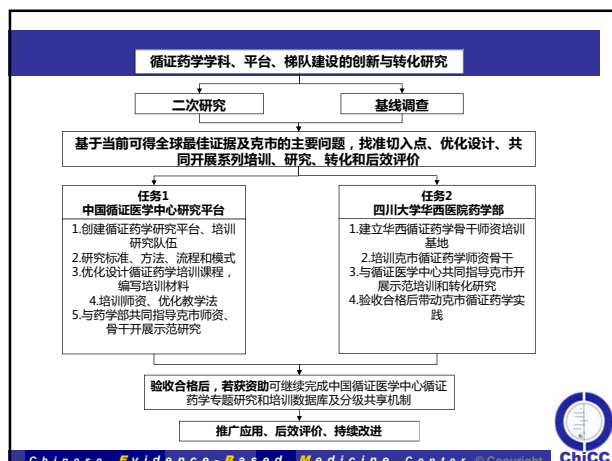 循证药学学科、平台、梯队建设的创新与转化研究
二次研究
基线调查
基于当前可得全球最佳证据及克市的主要问题，找准切入点、优化设计、共
同开展系列培训、研究、转化和后效评价
任务1
中国循证医学中心研究平台
1.创建循证药学研究平台、培训
研究队伍
2.研究标准、方法、流程和模式
3.优化设计循证药学培训课程，
编写培训材料
4.培训师资、优化教学法
5.与药学部共同指导克市师资、
骨干开展示范研究
任务2
四川大学华西医院药学部
1.建立华西循证药学骨干师资培训
基地
2.培训克市循证药学师资骨干
3.与循证医学中心共同指导克市开
展示范培训和转化研究
4.验收合格后带动克市循证药学实
践
验收合格后，若获资助可继续完成中国循证医学中心循证
药学专题研究和培训数据库及分级共享机制
推广应用、后效评价、持续改进
Chinese Evidence-Based Medicine Center ©Copyright
ChiCC